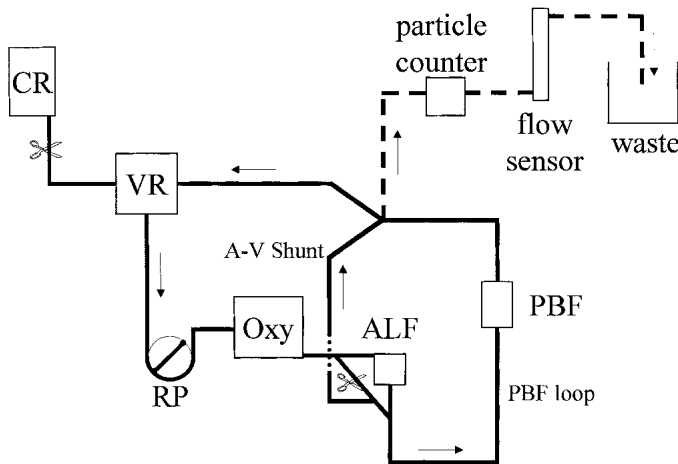 particle
counter
CR
flow
sensor
waste
VR
A-V Shunt
Oxy
ALF
PBF
RP
PBF loop